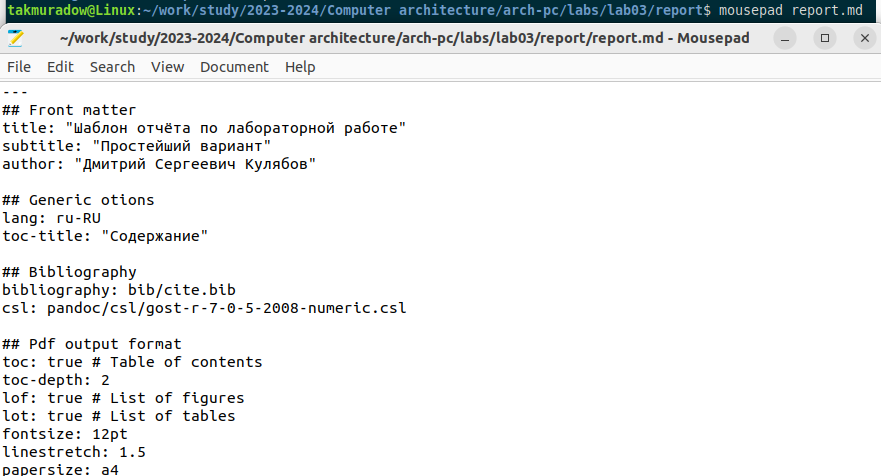 takmuradow@Linux:~/work/study/2023-2024/Computer architecture/arch-pc/labs/lab03/report$ mousepad report.md
~/work/study/2023-2024/Computer architecture/arch-pc/labs/lab03/report/report.md - Mousepad
File Edit Search View Document Help
---
## Front matter
title: "Шаблон отчёта по лабораторной работе"
subtitle: "Простейший вариант"
author: "Дмитрий Сергеевич Кулябов"

## Generic otions
lang: ru-RU
toc-title: "Содержание"

## Bibliography
bibliography: bib/cite.bib
csl: pandoc/csl/gost-r-7-0-5-2008-numeric.csl

## Pdf output format
toc: true # Table of contents
toc-depth: 2
lof: true # List of figures
lot: true # List of tables
fontsize: 12pt
linestretch: 1.5
papersize: a4